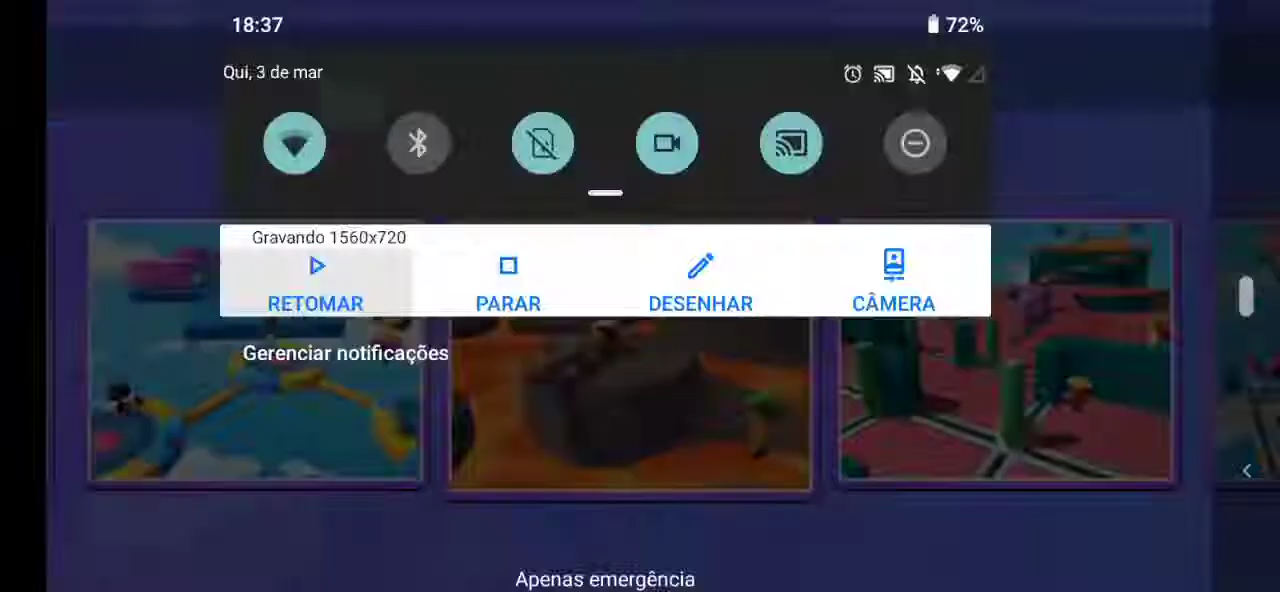 18:37
72%
Qui, 3 de mar
Gravando 1560x720
RETOMAR
PARAR
DESENHAR
CÂMERA
Gerenciar notificações
Apenas emergência